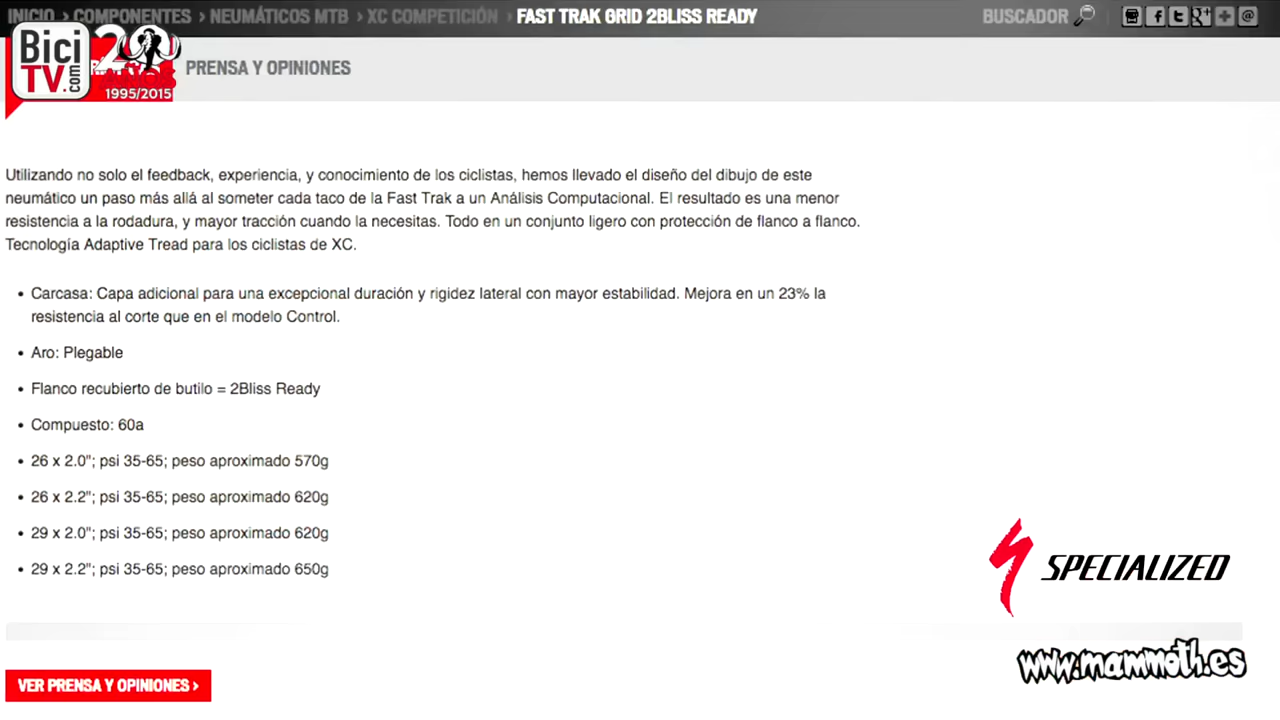 INICIO > COMPONENTES > NEUMÁTICOS MTB > XC COMPETICIÓN > FAST TRAK GRID 2BLISS READY
BUSCADOR
Bici
TV.com
20
AÑOS
1995/2015
PRENSA Y OPINIONES
Utilizando no solo el feedback, experiencia, y conocimiento de los ciclistas, hemos llevado el diseño del dibujo de este
neumático un paso más allá al someter cada taco de la Fast Trak a un Análisis Computacional. El resultado es una menor
resistencia a la rodadura, y mayor tracción cuando la necesitas. Todo en un conjunto ligero con protección de flanco a flanco.
Tecnología Adaptive Tread para los ciclistas de XC.
• Carcasa: Capa adicional para una excepcional duración y rigidez lateral con mayor estabilidad. Mejora en un 23% la
resistencia al corte que en el modelo Control.
• Aro: Plegable
• Flanco recubierto de butilo = 2Bliss Ready
• Compuesto: 60a
• 26 x 2.0"; psi 35-65; peso aproximado 570g
• 26 x 2.2"; psi 35-65; peso aproximado 620g
• 29 x 2.0"; psi 35-65; peso aproximado 620g
• 29 x 2.2"; psi 35-65; peso aproximado 650g
SPECIALIZED
www.mammoth.es
VER PRENSA Y OPINIONES >